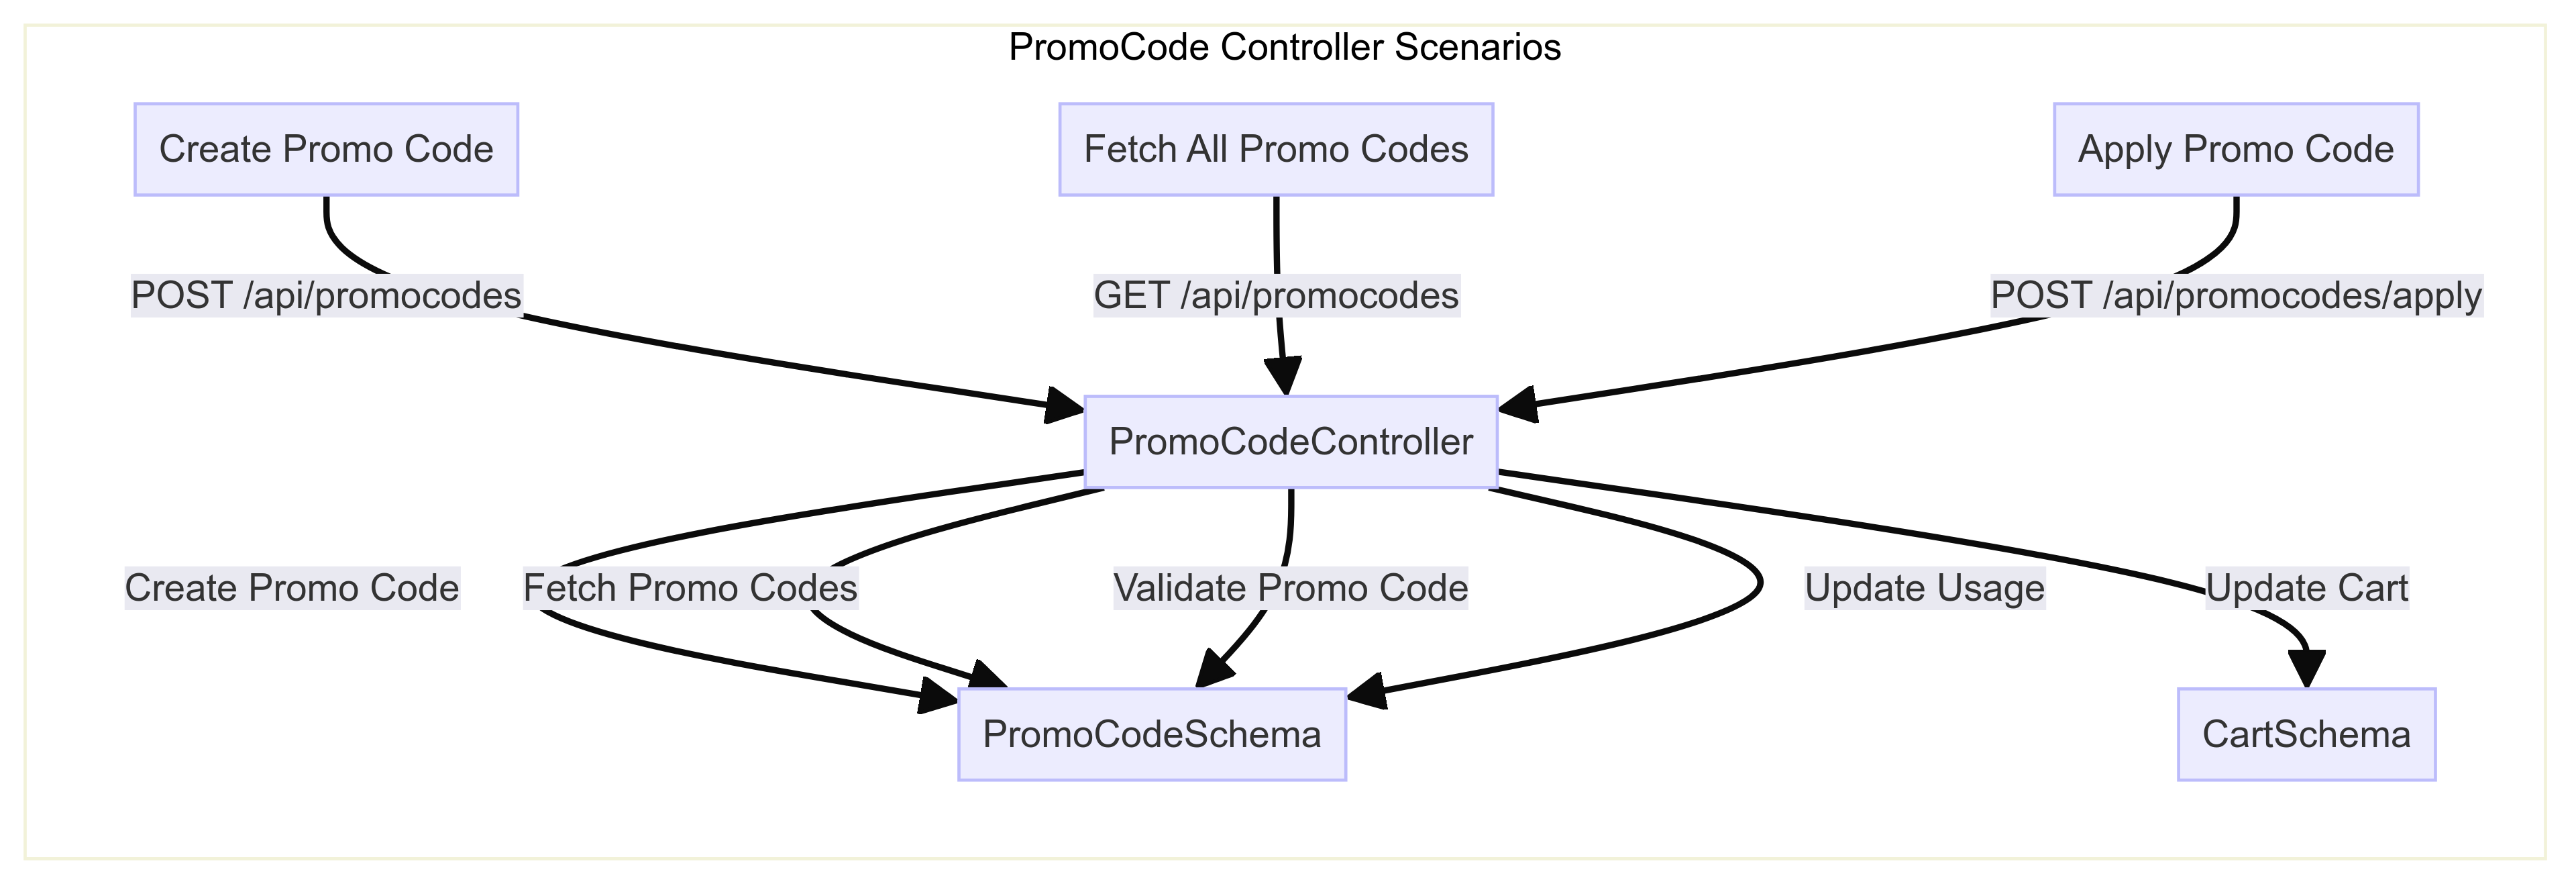 PromoCode Controller Scenarios
Create Promo Code
Fetch All Promo Codes
Apply Promo Code
POST /api/promocodes
GET /api/promocodes
POST /api/promocodes/apply
PromoCodeController
Create Promo Code
Fetch Promo Codes
Validate Promo Code
Update Usage
Update Cart
PromoCodeSchema
CartSchema